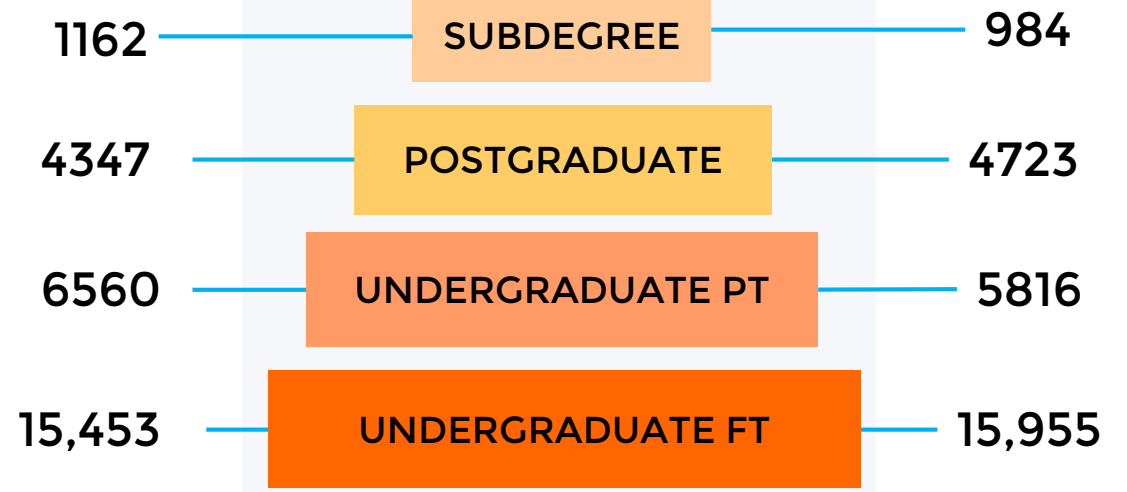 1162 SUBDEGREE 984
4347 POSTGRADUATE 4723
6560 UNDERGRADUATE PT 5816
15,453 UNDERGRADUATE FT 15,955